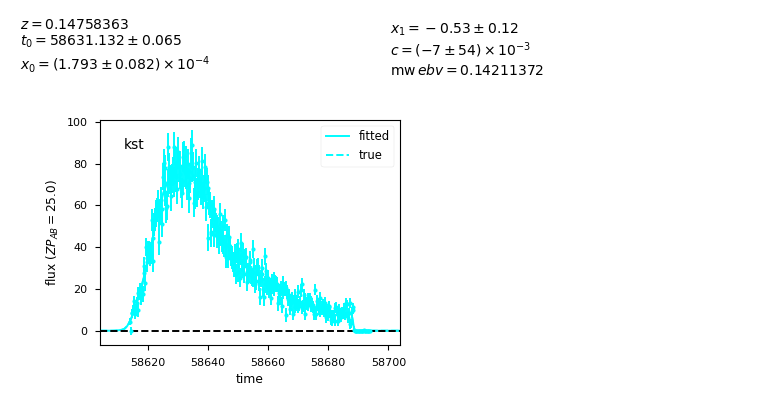 z = 0.14758363
t₀ = 58631.132 ± 0.065
x₀ = (1.793 ± 0.082) × 10⁻⁴
x₁ = − 0.53 ± 0.12
c = (−7 ± 54) × 10⁻³
mw ebv = 0.14211372
kst
fitted
true
100
80
60
40
20
0
flux (ZP_AB = 25.0)
58620 58640 58660 58680 58700
time